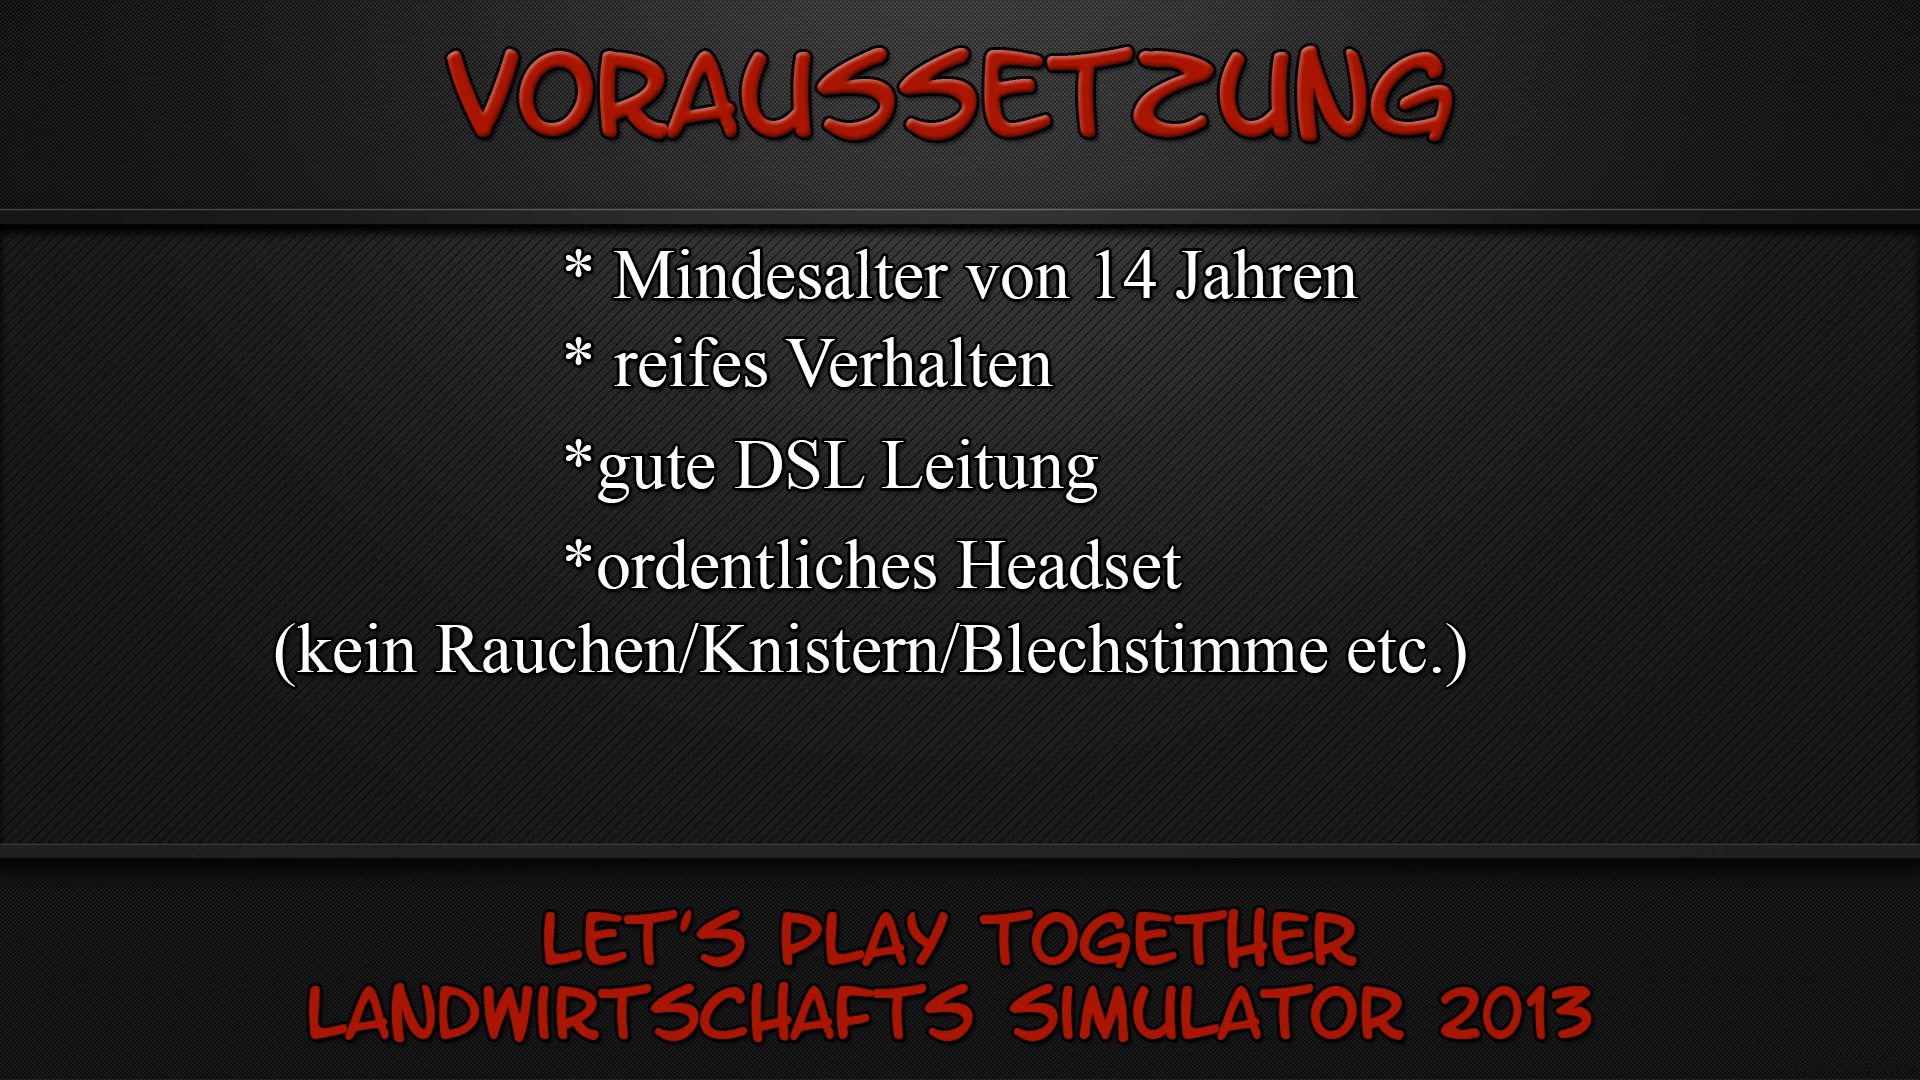 VORAUSSETZUNG
* Mindesalter von 14 Jahren
* reifes Verhalten
*gute DSL Leitung
*ordentliches Headset
(kein Rauchen/Knistern/Blechstimme etc.)
LET'S PLAY TOGETHER
LANDWIRTSCHAFTS SIMULATOR 2013